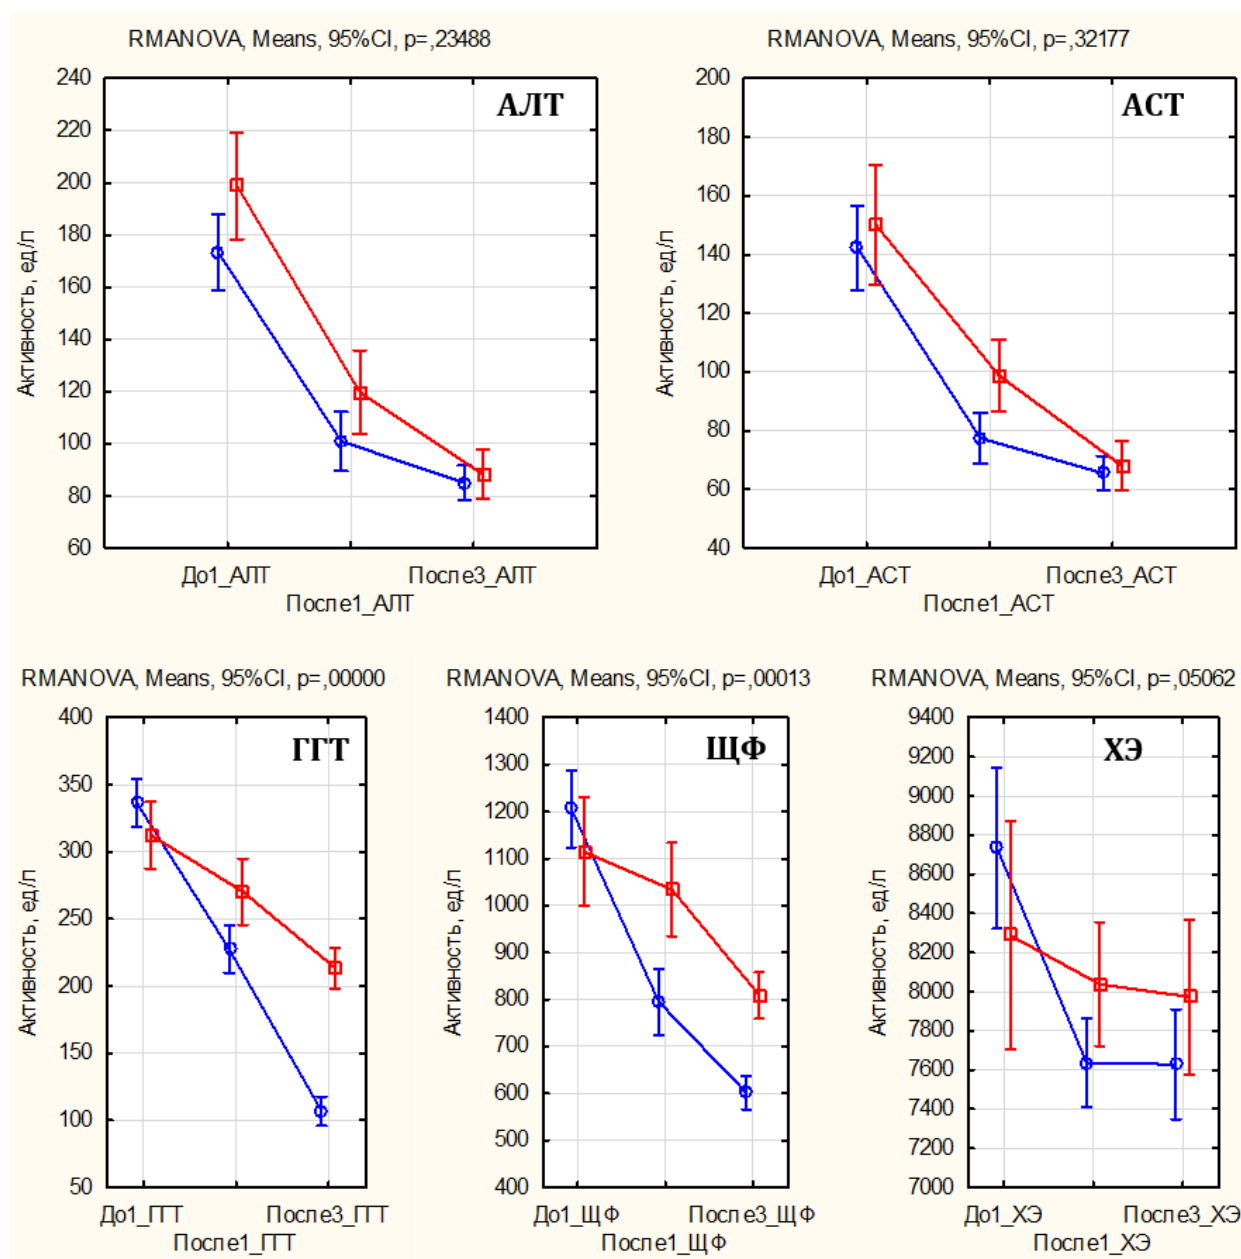 RMANOVA, Means, 95%CI, p=,23488
АЛТ
Активность, ед/л
240
220
200
180
160
140
120
100
80
60
До1_АЛТ После3_АЛТ
После1_АЛТ
RMANOVA, Means, 95%CI, p=,32177
АСТ
Активность, ед/л
200
180
160
140
120
100
80
60
40
До1_АСТ После3_АСТ
После1_АСТ
RMANOVA, Means, 95%CI, p=,00000
ГГТ
Активность, ед/л
400
350
300
250
200
150
100
50
До1_ГГТ После3_ГГТ
После1_ГГТ
RMANOVA, Means, 95%CI, p=,00013
ЩФ
Активность, ед/л
1400
1300
1200
1100
1000
900
800
700
600
500
400
До1_ЩФ После3_ЩФ
После1_ЩФ
RMANOVA, Means, 95%CI, p=,05062
ХЭ
Активность, ед/л
9400
9200
9000
8800
8600
8400
8200
8000
7800
7600
7400
7200
7000
До1_ХЭ После3_ХЭ
После1_ХЭ